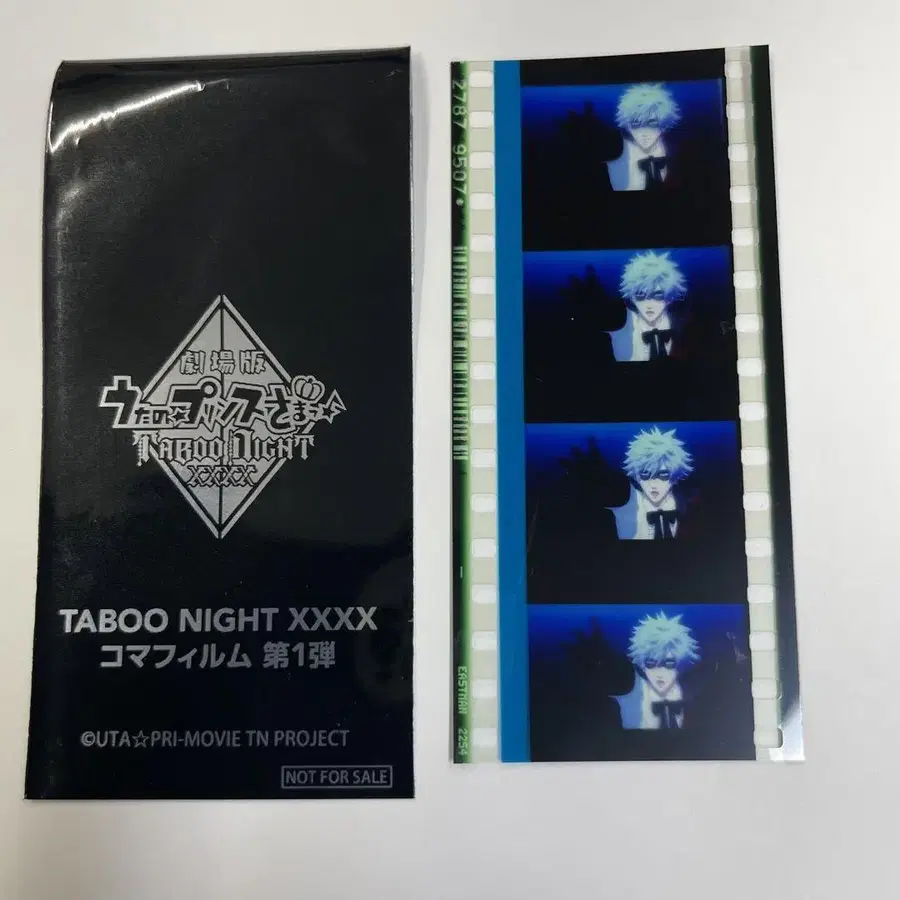 劇場版
うたの☆プリンスさまっ♪
TABOO NIGHT
XXXX
TABOO NIGHT XXXX
コマフィルム 第1弾
©UTA☆PRI-MOVIE TN PROJECT
NOT FOR SALE
2787 9507•
EASTMAN 2254